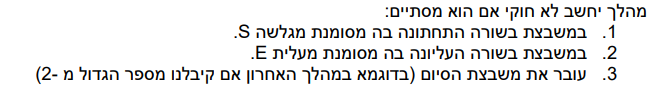 מהלך יחשב לא חוקי אם הוא מסתיים:
1. במשבצת בשורה התחתונה בה מסומנת מגלשה S.
2. במשבצת בשורה העליונה בה מסומנת מעלית E.
3. עובר את משבצת הסיום (בדוגמא במהלך האחרון אם קיבלנו מספר הגדול מ -2)